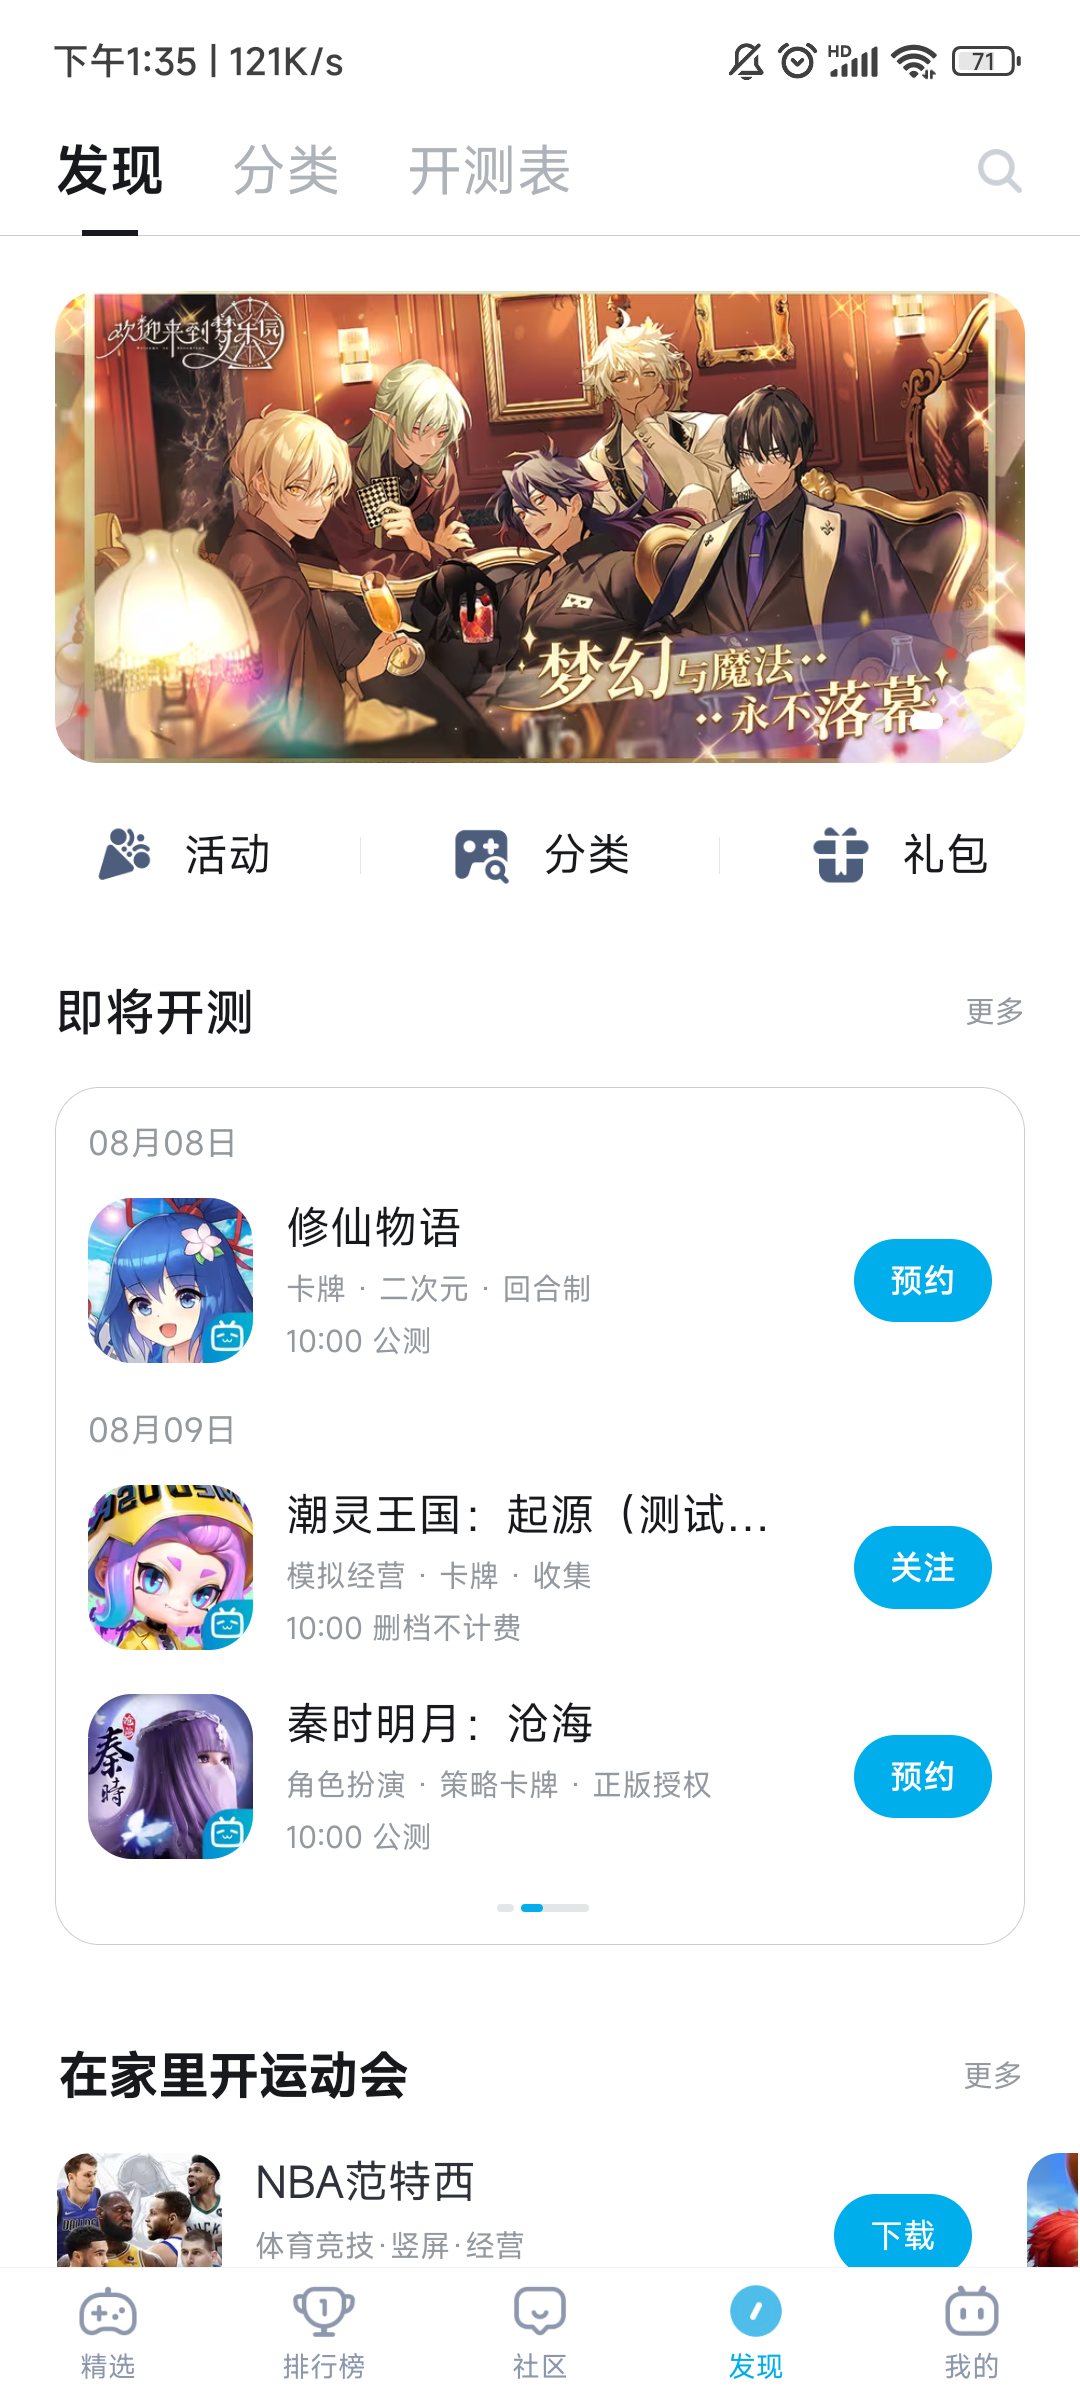 下午1:35 | 121K/s
HD
71
发现 分类 开测表
欢迎来到梦乐园
梦幻与魔法
永不落幕
活动 分类 礼包
即将开测 更多
08月08日
修仙物语
卡牌 · 二次元 · 回合制
预约
10:00 公测
08月09日
潮灵王国：起源（测试...
模拟经营 · 卡牌 · 收集
关注
10:00 删档不计费
秦時
秦时明月：沧海
角色扮演 · 策略卡牌 · 正版授权
预约
10:00 公测
在家里开运动会 更多
NBA范特西
体育竞技·竖屏·经营
下载
精选 排行榜 社区 发现 我的